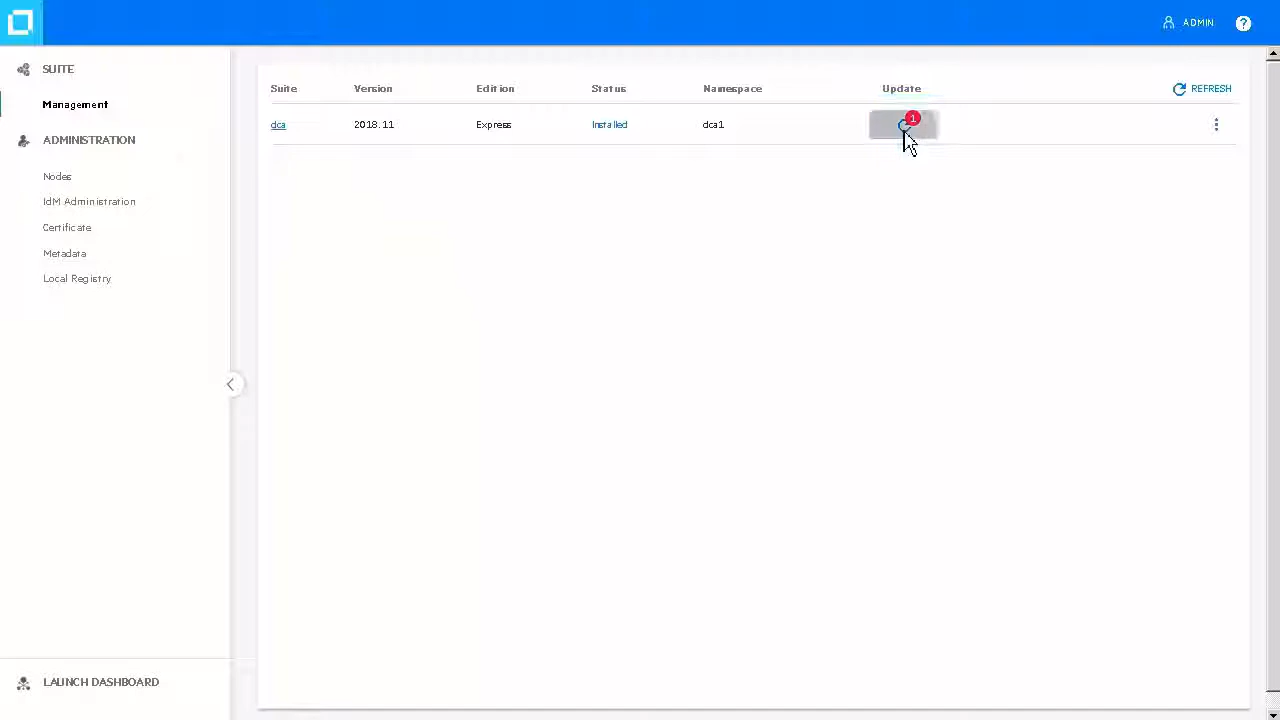 ADMIN ?
SUITE
Management
ADMINISTRATION
Nodes
IdM Administration
Certificate
Metadata
Local Registry
LAUNCH DASHBOARD
Suite Version Edition Status Namespace Update REFRESH
dca 2018.11 Express Installed dca1 1